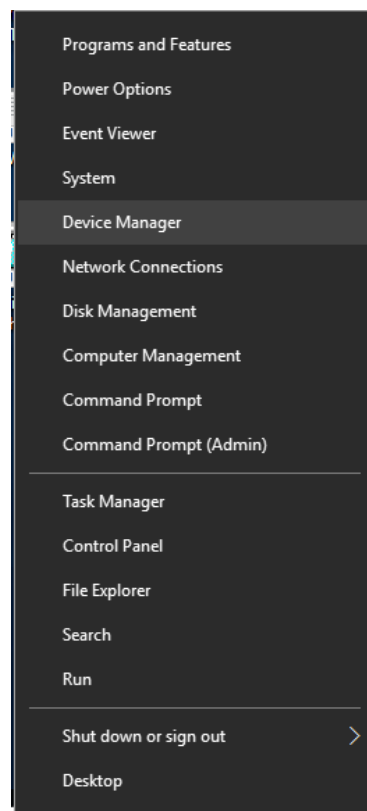 Programs and Features
Power Options
Event Viewer
System
Device Manager
Network Connections
Disk Management
Computer Management
Command Prompt
Command Prompt (Admin)
Task Manager
Control Panel
File Explorer
Search
Run
Shut down or sign out
Desktop